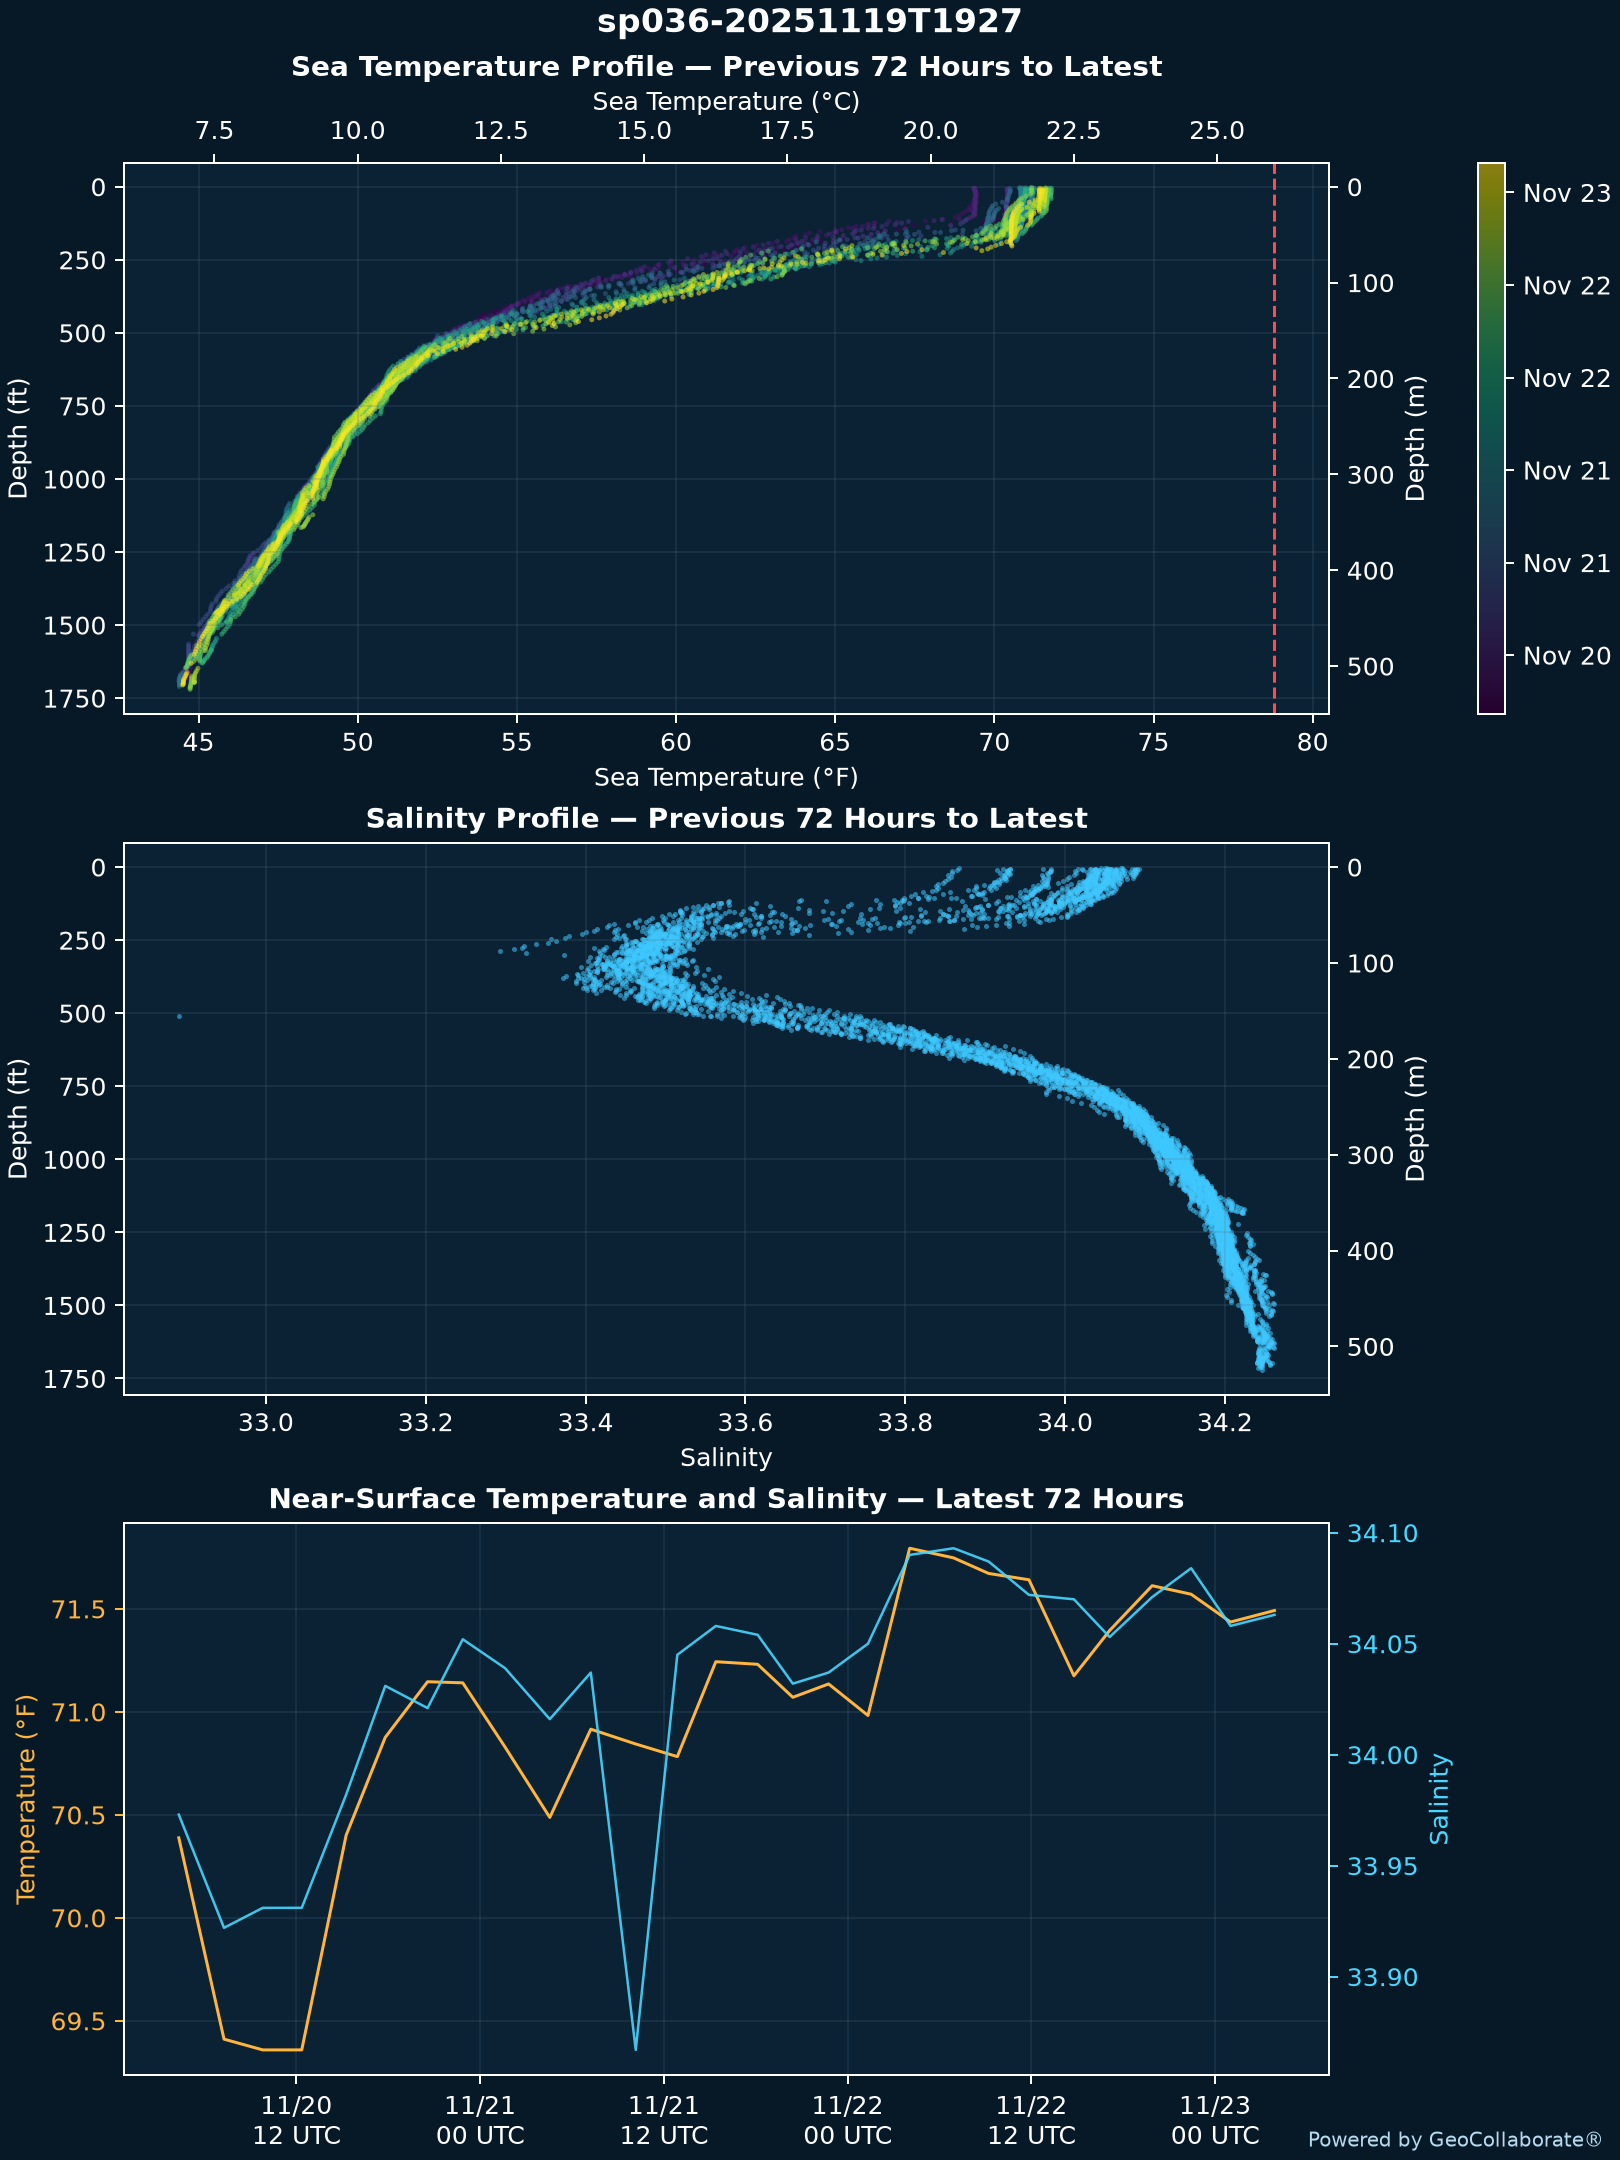 sp036-20251119T1927
Sea Temperature Profile — Previous 72 Hours to Latest
Sea Temperature (°C)
7.5 10.0 12.5 15.0 17.5 20.0 22.5 25.0
Depth (ft)
0
250
500
750
1000
1250
1500
1750
0
100
200
300
400
500
Depth (m)
Nov 23
Nov 22
Nov 22
Nov 21
Nov 21
Nov 20
45 50 55 60 65 70 75 80
Sea Temperature (°F)
Salinity Profile — Previous 72 Hours to Latest
Depth (ft)
0
250
500
750
1000
1250
1500
1750
0
100
200
300
400
500
Depth (m)
33.0 33.2 33.4 33.6 33.8 34.0 34.2
Salinity
Near-Surface Temperature and Salinity — Latest 72 Hours
Temperature (°F)
71.5
71.0
70.5
70.0
69.5
34.10
34.05
34.00
33.95
33.90
Salinity
11/20 11/21 11/21 11/22 11/22 11/23
12 UTC 00 UTC 12 UTC 00 UTC 12 UTC 00 UTC
Powered by GeoCollaborate®